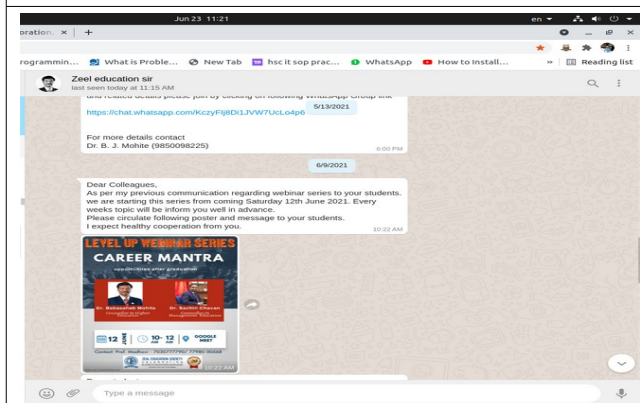 Jun 23 11:21
en
oration.
rogrammin...
What is Proble...
New Tab
hsc it sop prac...
WhatsApp
How to Install...
»
Reading list
Zeel education sir
last seen today at 11:15 AM
and related details please join by clicking on following WhatsApp Group link
5/13/2021
https://chat.whatsapp.com/KczyFIj8Di1JVW7UcLo4p6
For more details contact
Dr. B. J. Mohite (9850098225)
6:00 PM
6/9/2021
Dear Colleagues,
As per my previous communication regarding webinar series to your students.
we are starting this series from coming Saturday 12th June 2021. Every
weeks topic will be inform you well in advance.
Please circulate following poster and message to your students.
I expect healthy cooperation from you.
10:22 AM
LEVEL UP WEBINAR SERIES
CAREER MANTRA
opportunities after graduation
Dr. Babasaheb Mohite
Dr. Sachin Chavan
12 JUNE
10- 12
GOOGLE
MEET
10:22 AM
Type a message